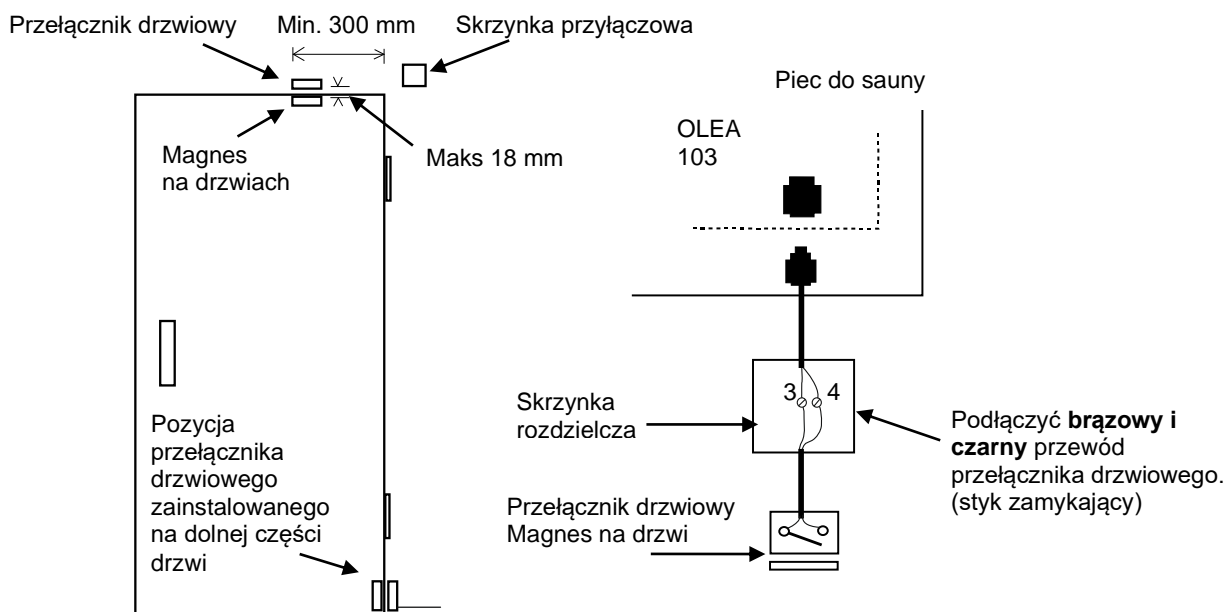 Przełącznik drzwiowy
Min. 300 mm
Skrzynka przyłączowa
Magnes
na drzwiach
Maks 18 mm
Pozycja
przełącznika
drzwiowego
zainstalowanego
na dolnej części
drzwi
Piec do sauny
OLEA
103
3
4
Skrzynka
rozdzielcza
Podłączyć brązowy i
czarny przewód
przełącznika drzwiowego.
(styk zamykający)
Przełącznik drzwiowy
Magnes na drzwi